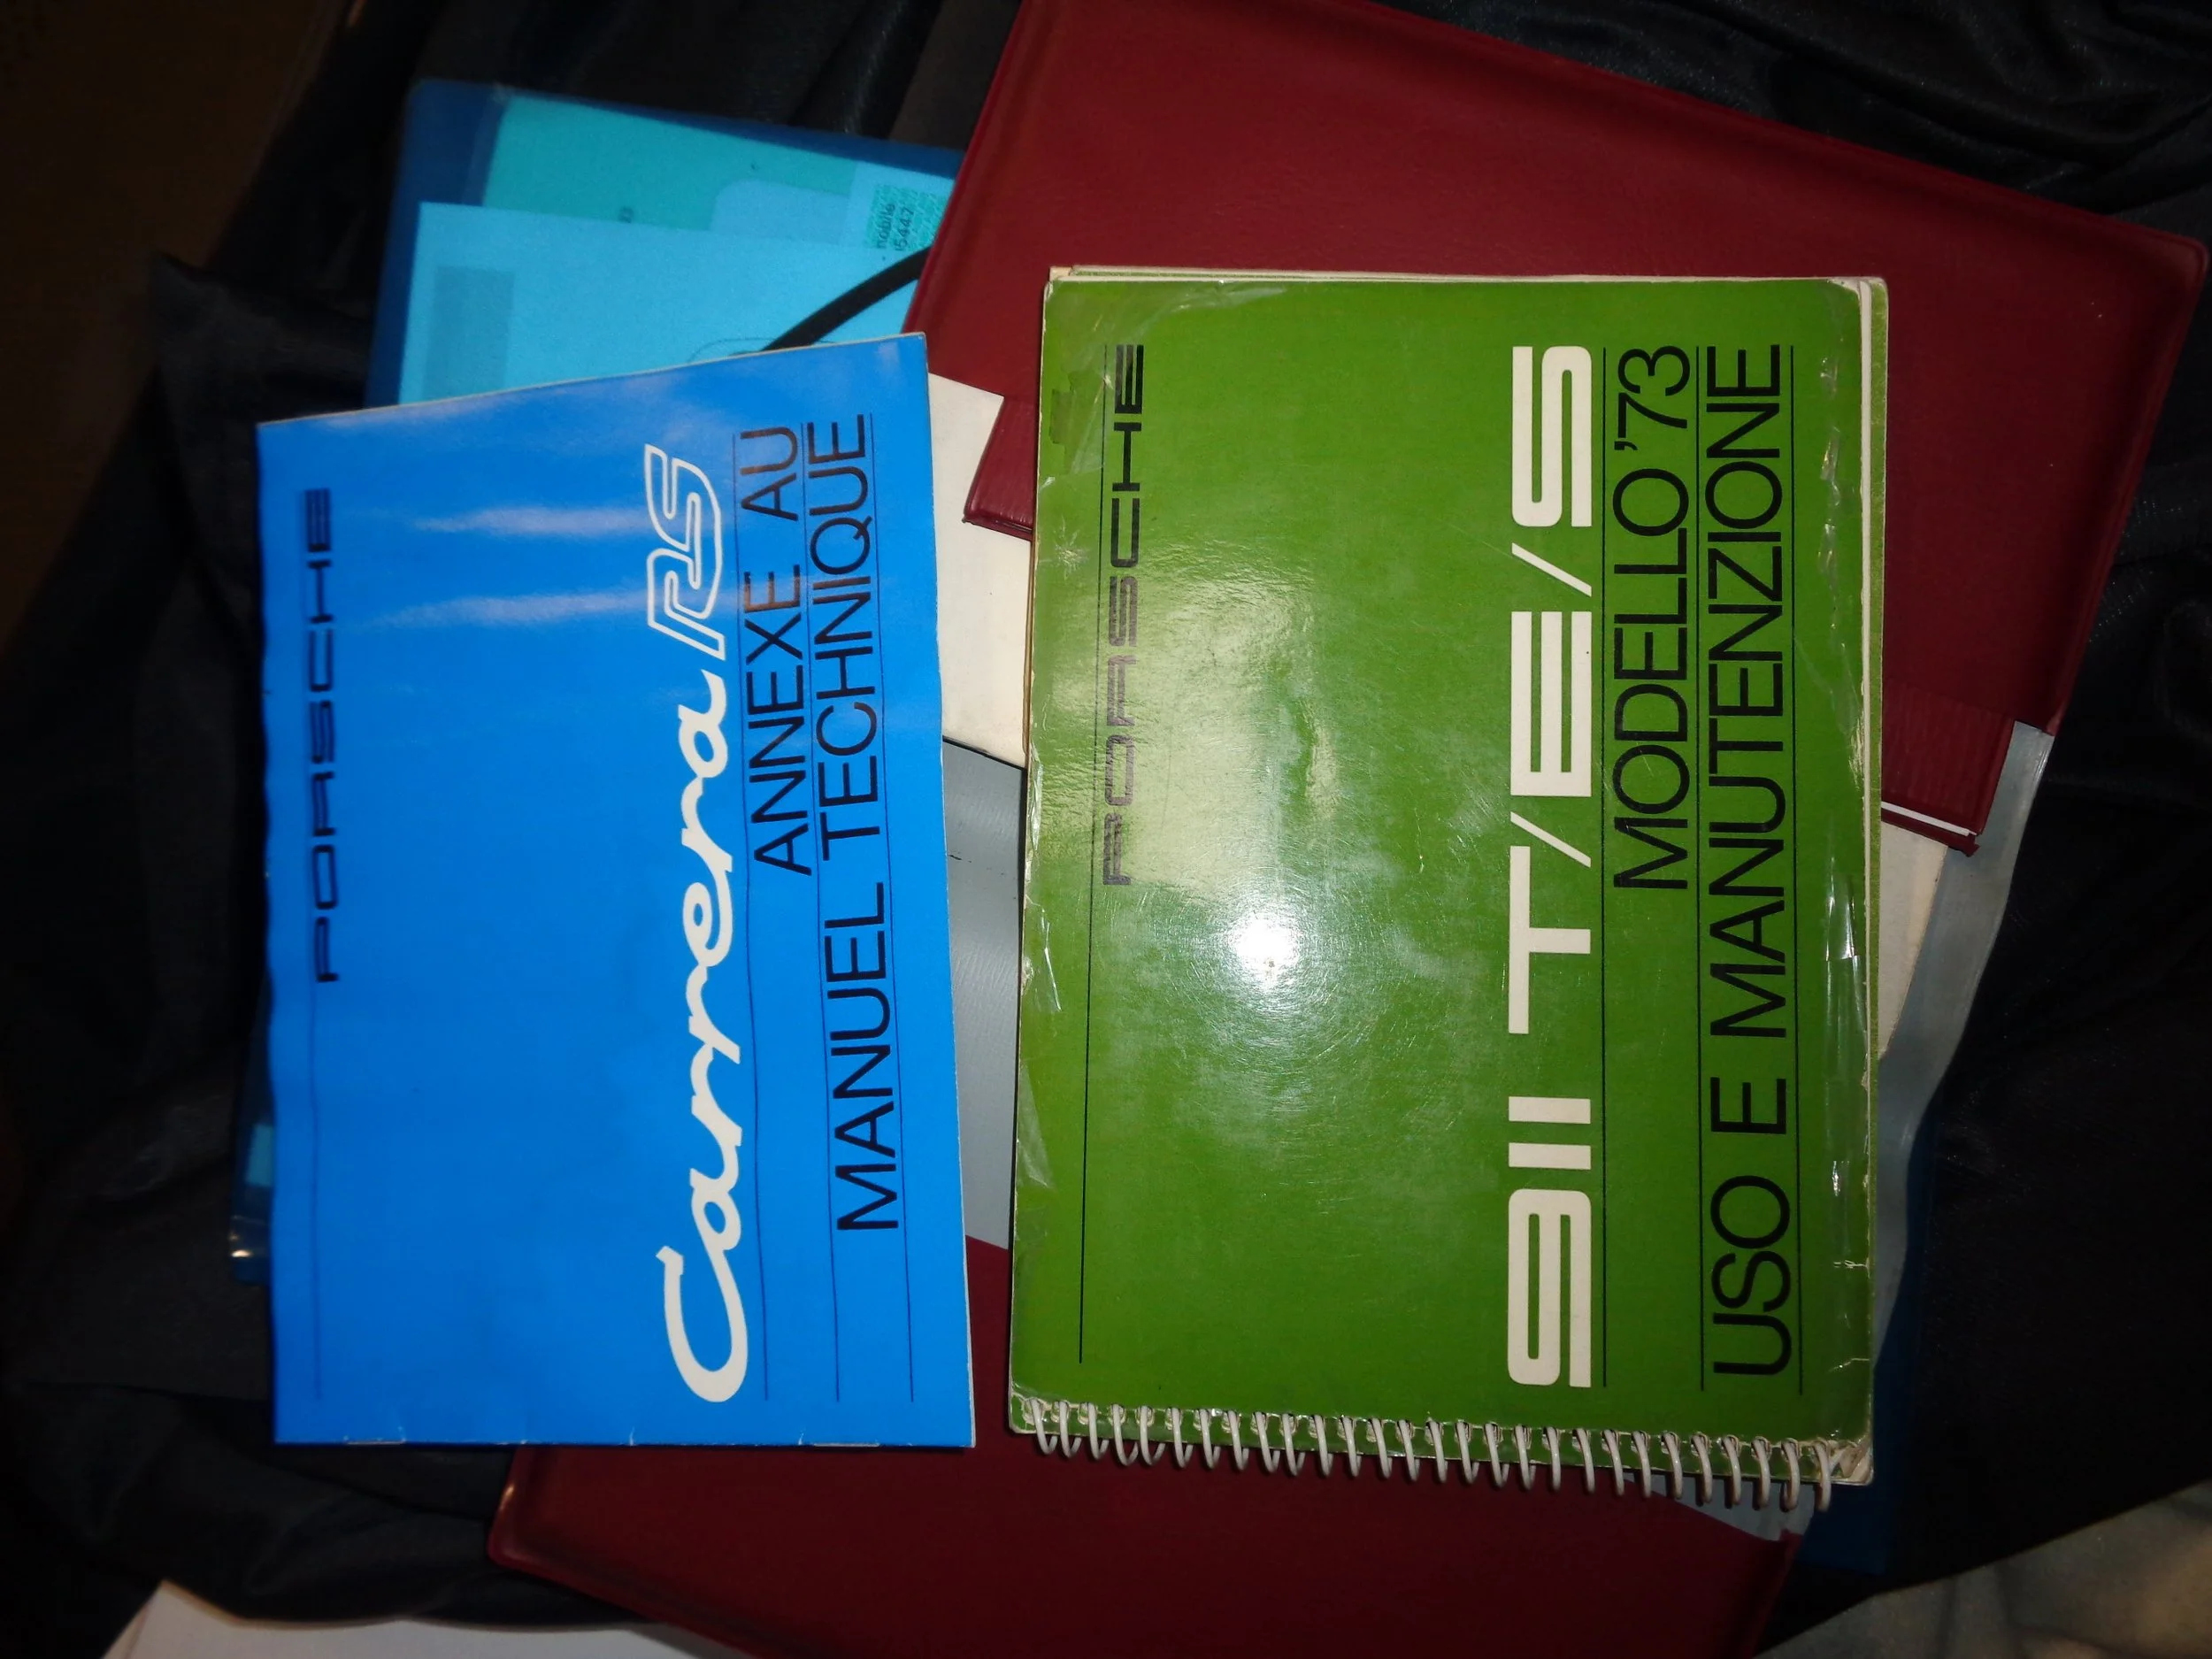 PORSCHE
Carrera RS
ANNEXE AU
MANUEL TECHNIQUE
PORSCHE
911 T/E/S
MODELLO '73
USO E MANUTENZIONE